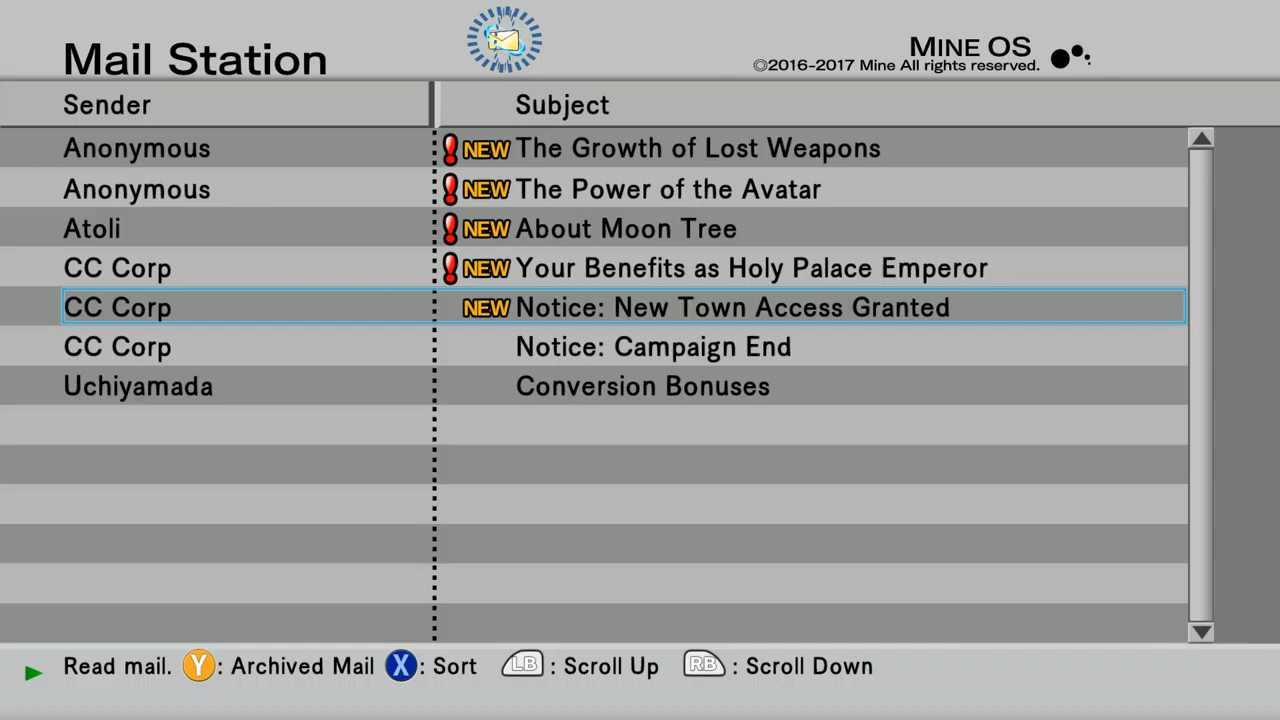 Mail Station
MINE OS
©2016-2017 Mine All rights reserved.
Sender Subject
Anonymous NEW The Growth of Lost Weapons
Anonymous NEW The Power of the Avatar
Atoli NEW About Moon Tree
CC Corp NEW Your Benefits as Holy Palace Emperor
CC Corp NEW Notice: New Town Access Granted
CC Corp Notice: Campaign End
Uchiyamada Conversion Bonuses
Read mail. Y : Archived Mail X : Sort LB : Scroll Up RB : Scroll Down